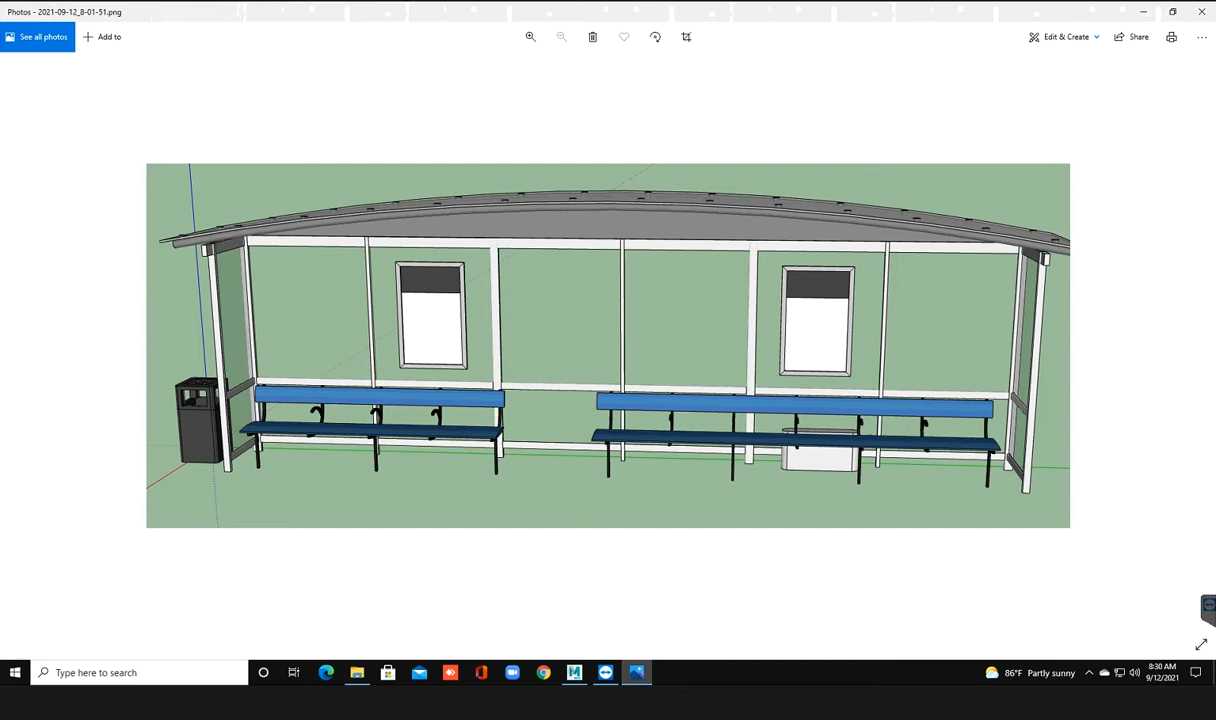 Photos - 2021-09-12_8-01-51.png
See all photos
Add to
Edit & Create
Share
Type here to search
86°F Partly sunny
8:30 AM
9/12/2021